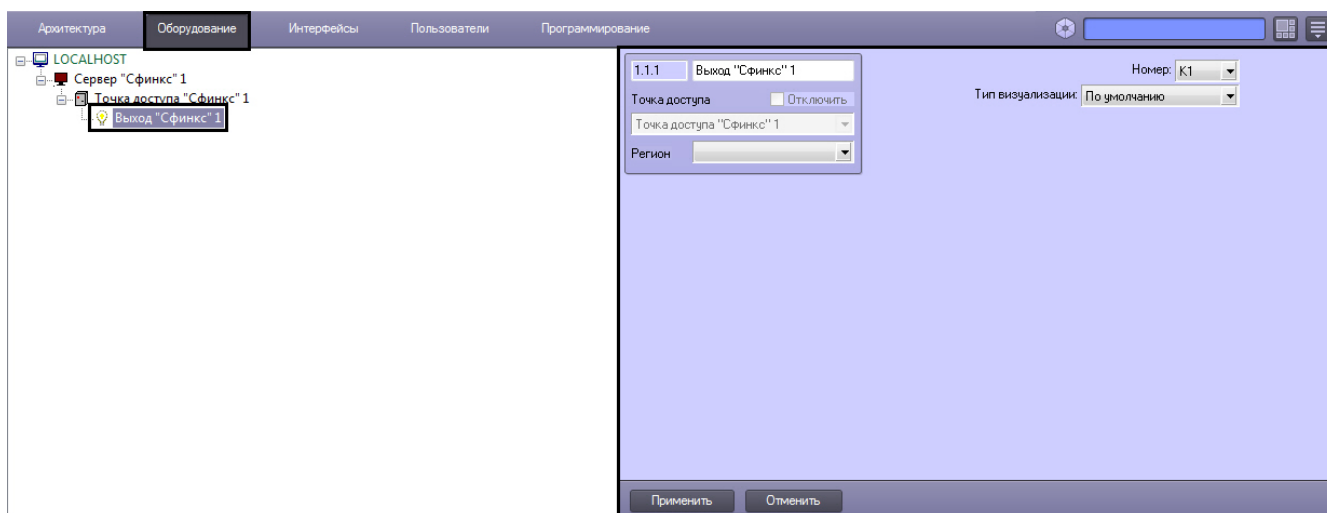 Архитектура Оборудование Интерфейсы Пользователи Программирование
LOCALHOST
Сервер "Сфинкс" 1
Точка доступа "Сфинкс" 1
Выход "Сфинкс" 1
1.1.1 Выход "Сфинкс" 1
Точка доступа Отключить
Точка доступа "Сфинкс" 1
Регион
Номер: K1
Тип визуализации: По умолчанию
Применить Отменить